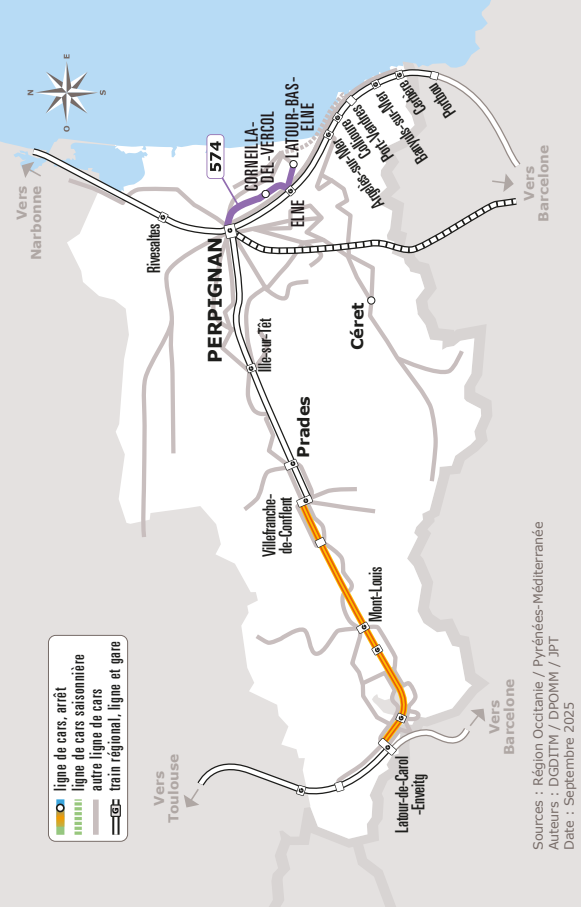 ligne de cars, arrêt
ligne de cars saisonnière
autre ligne de cars
G train régional, ligne et gare
N
E
S
O
Vers
Narbonne
Rivesaltes
574
PERPIGNAN
CORNEILLA-
DEL-VERCOL
LATOUR-BAS-
ELNE
ELNE
Argelès-sur-Mer
Collioure
Port-Vendres
Banyuls-sur-Mer
Cerbère
Portbou
Vers
Barcelone
Ille-sur-Têt
Céret
Prades
Villefranche-
de-Conflent
Mont-Louis
Vers
Toulouse
Latour-de-Carol
-Enveitg
Vers
Barcelone
Sources : Région Occitanie / Pyrénées-Méditerranée
Auteurs : DGDITM / DPOMM / JPT
Date : Septembre 2025